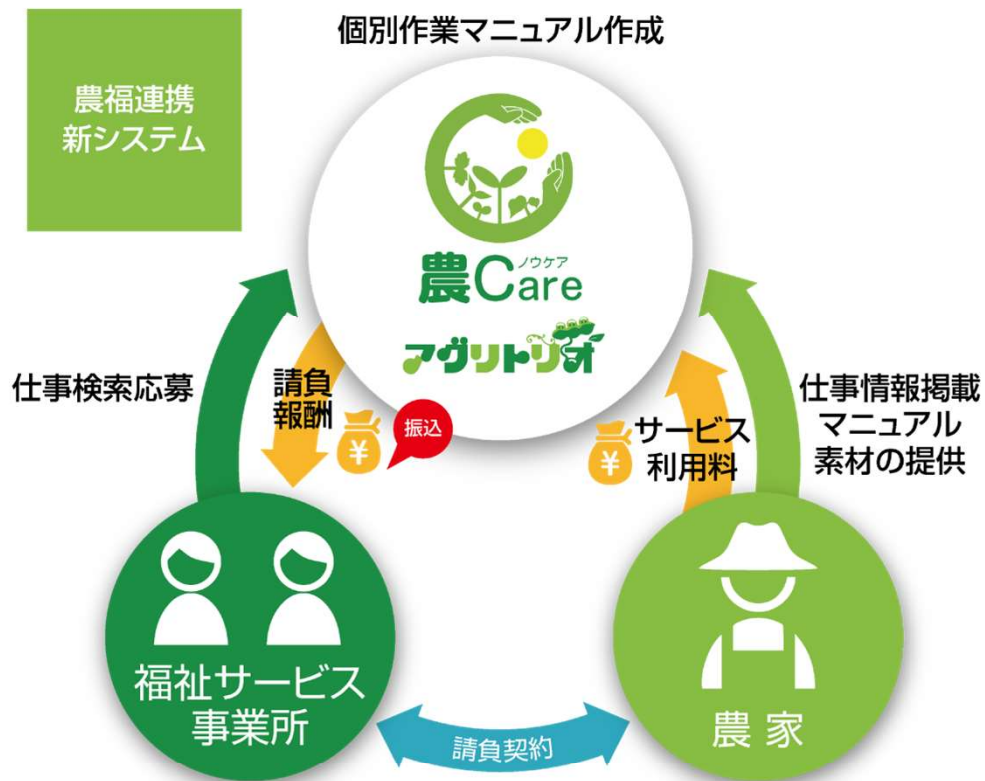 個別作業マニュアル作成
農福連携
新システム
ノウケア
農Care
アグリトリオ
仕事検索応募
請負
報酬
¥
振込
¥
サービス
利用料
仕事情報掲載
マニュアル
素材の提供
福祉サービス
事業所
請負契約
農家